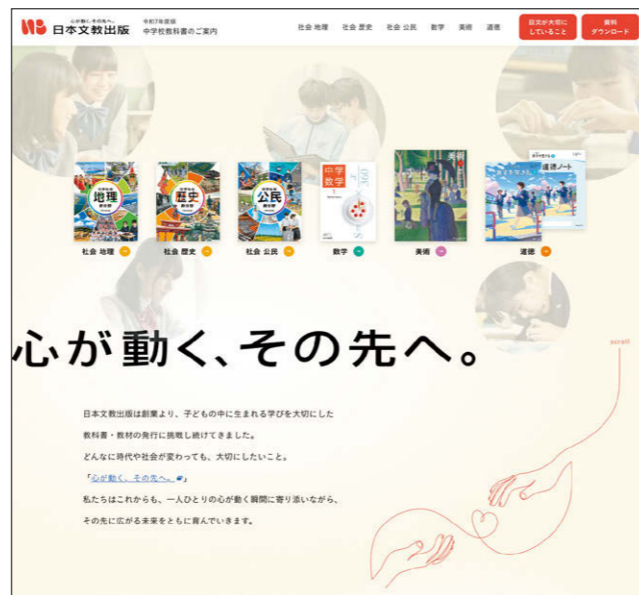 心が動く、その先へ。
日本文教出版
令和7年度版
中学校教科書のご案内
社会 地理
社会 歴史
社会 公民
数学
美術
道徳
日文が大切に
していること
資料
ダウンロード
地理
歴史
公民
中学
数学
1
美術
道徳ノート
社会 地理
社会 歴史
社会 公民
数学
美術
道徳
心が動く、その先へ。
scroll
日本文教出版は創業より、子どもの中に生まれる学びを大切にした
教科書・教材の発行に挑戦し続けてきました。
どんなに時代や社会が変わっても、大切にしたいこと。
「心が動く、その先へ。」
私たちはこれからも、一人ひとりの心が動く瞬間に寄り添いながら、
その先に広がる未来をともに育んでいきます。